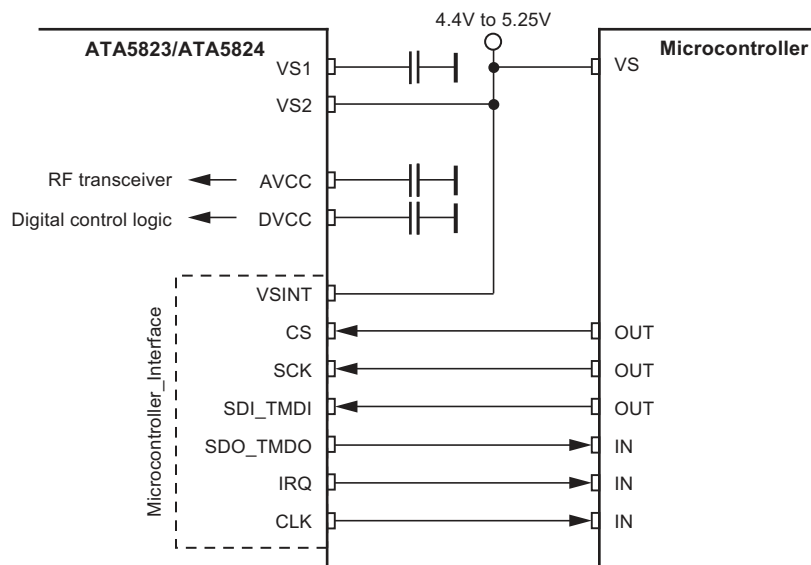 4.4V to 5.25V
ATA5823/ATA5824
Microcontroller
VS1
VS
VS2
RF transceiver
AVCC
Digital control logic
DVCC
Microcontroller_Interface
VSINT
CS
OUT
SCK
OUT
SDI_TMDI
OUT
SDO_TMDO
IN
IRQ
IN
CLK
IN